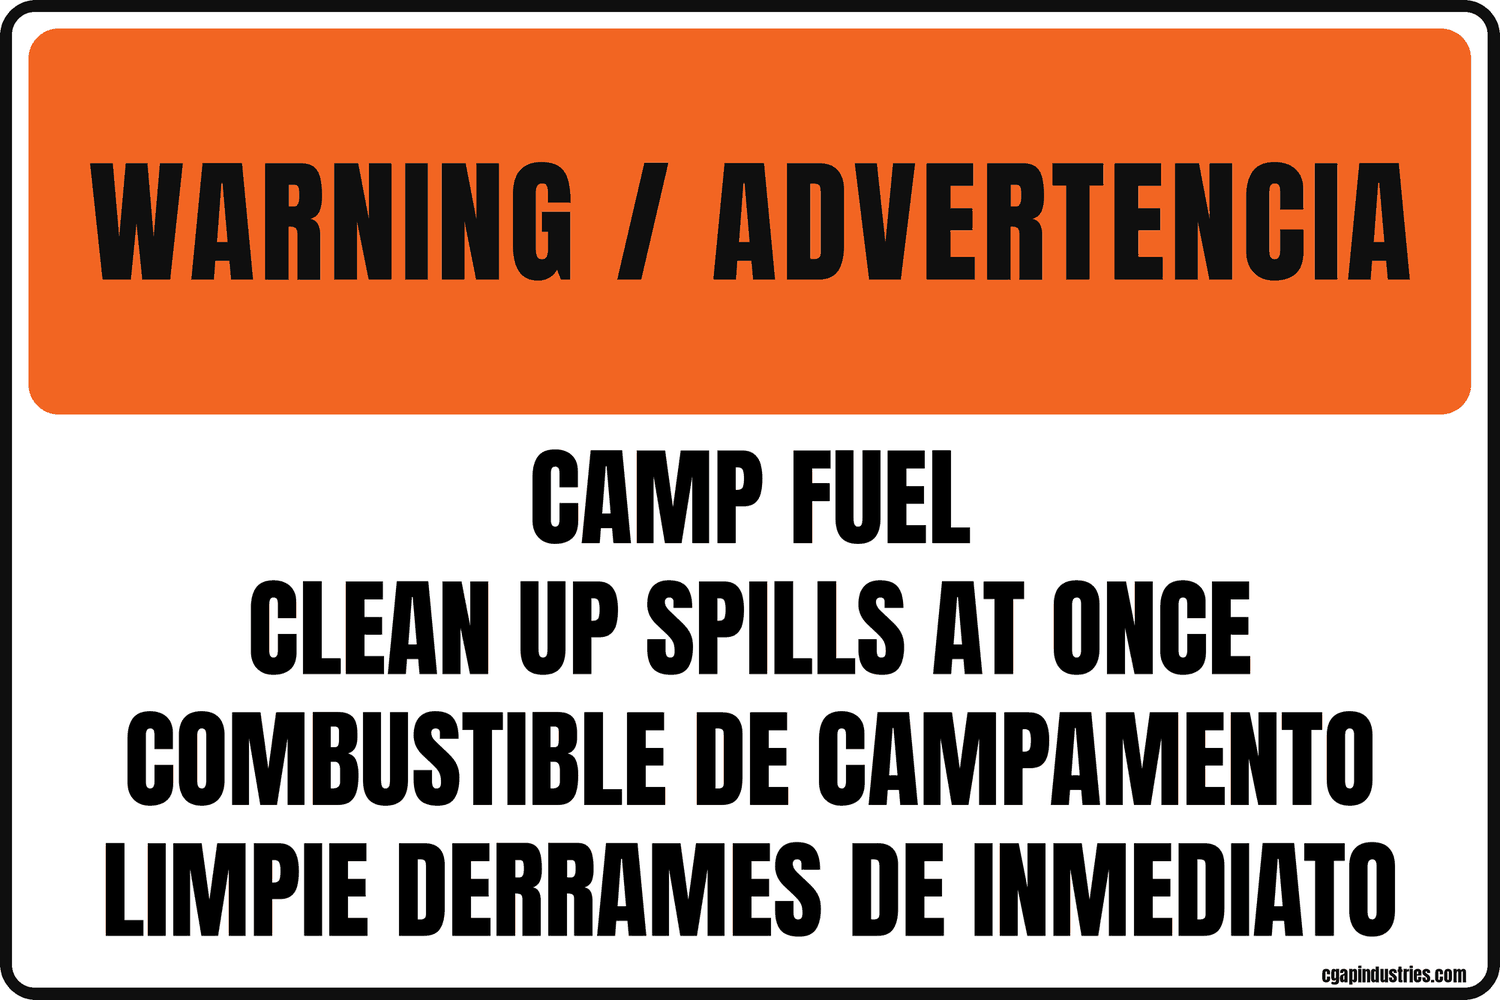 WARNING / ADVERTENCIA
CAMP FUEL
CLEAN UP SPILLS AT ONCE
COMBUSTIBLE DE CAMPAMENTO
LIMPIE DERRAMES DE INMEDIATO
cgapindustries.com